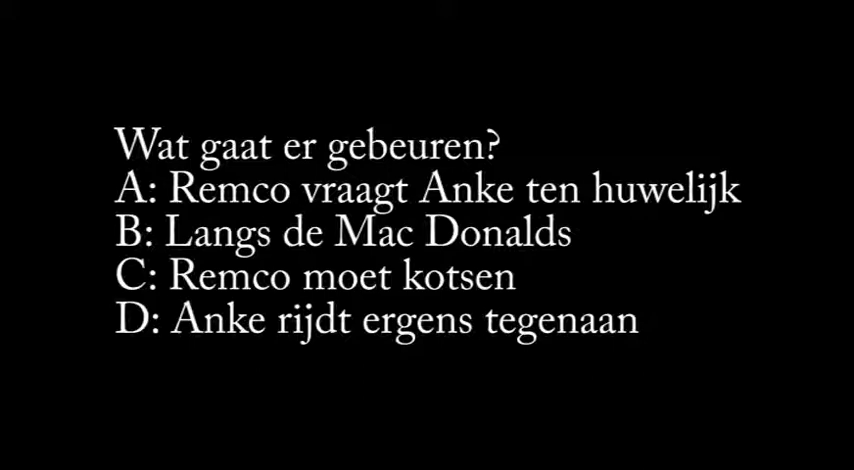 Wat gaat er gebeuren?
A: Remco vraagt Anke ten huwelijk
B: Langs de Mac Donalds
C: Remco moet kotsen
D: Anke rijdt ergens tegenaan